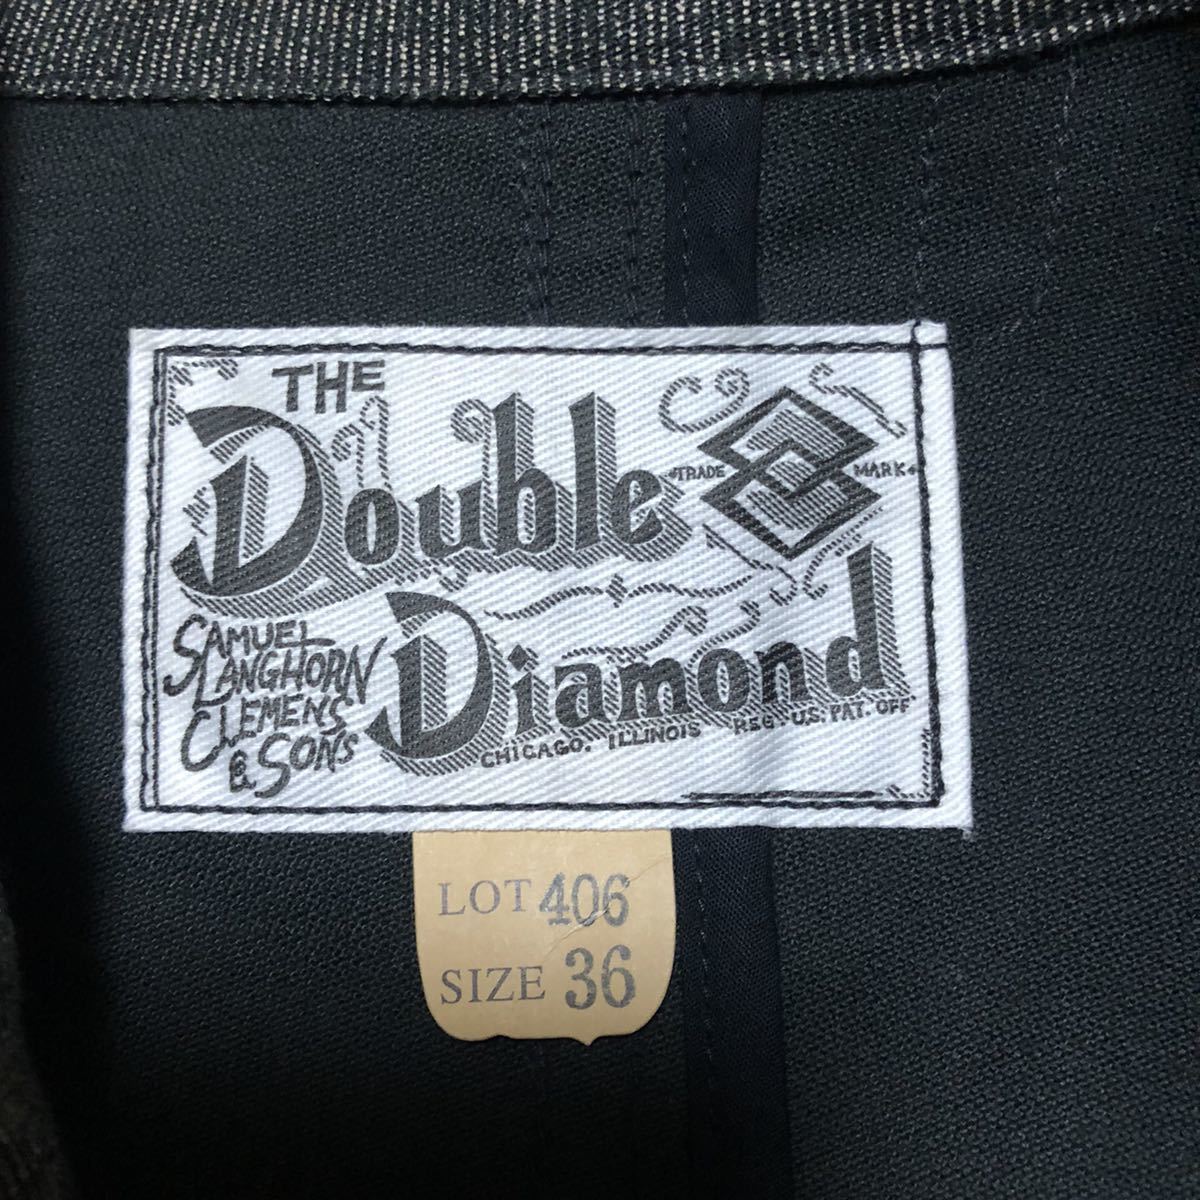 THE
Double
TRADE MARK
Diamond
SAMUEL
LANGHORN
CLEMENS
& SONS
CHICAGO. ILLINOIS REG. U.S. PAT. OFF
LOT 406
SIZE 36